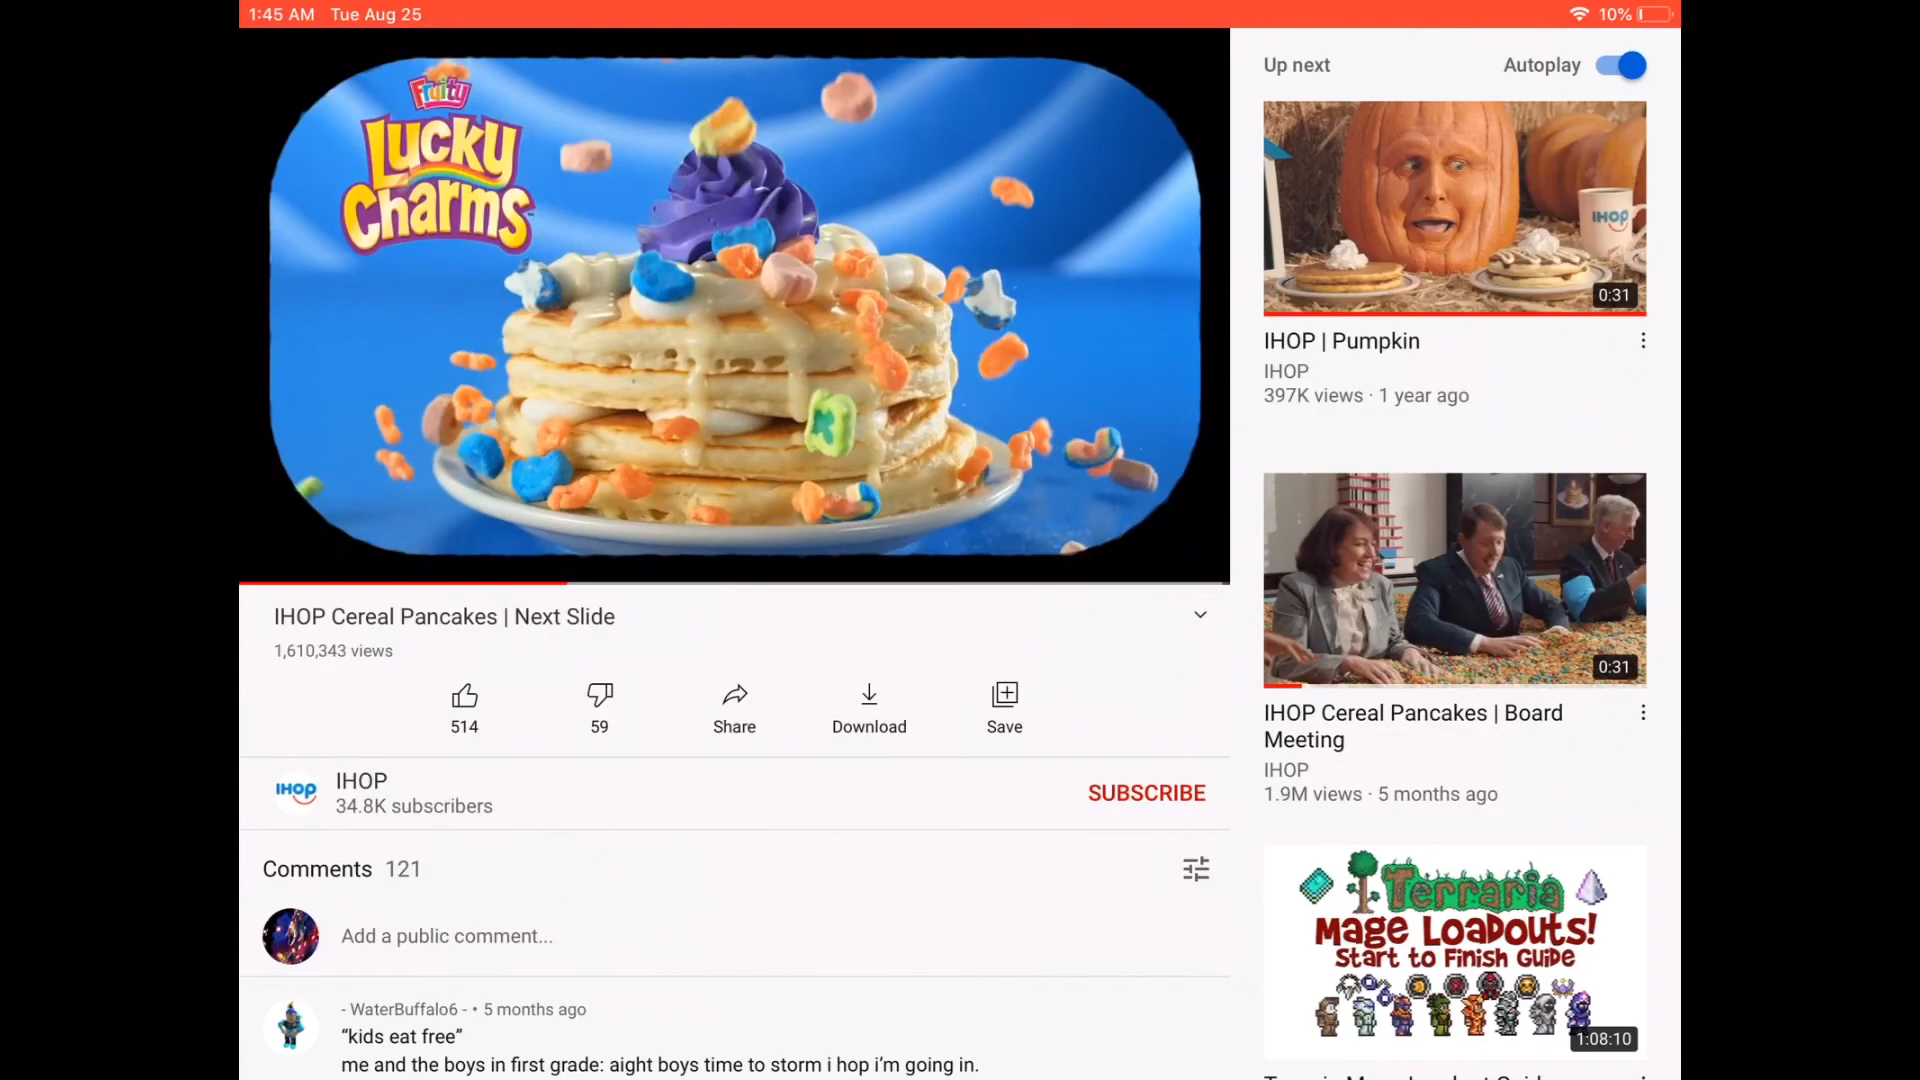 1:45 AM Tue Aug 25
10%
Fruity
Lucky
Charms
IHOP Cereal Pancakes | Next Slide
1,610,343 views
514
59
Share
Download
Save
IHOP
IHOP
34.8K subscribers
SUBSCRIBE
Comments 121
Add a public comment...
- WaterBuffalo6 - • 5 months ago
“kids eat free”
me and the boys in first grade: aight boys time to storm i hop i’m going in.
Up next
Autoplay
IHOP
0:31
IHOP | Pumpkin
IHOP
397K views · 1 year ago
0:31
IHOP Cereal Pancakes | Board
Meeting
IHOP
1.9M views · 5 months ago
Terraria
Mage Loadouts!
Start to Finish Guide
1:08:10